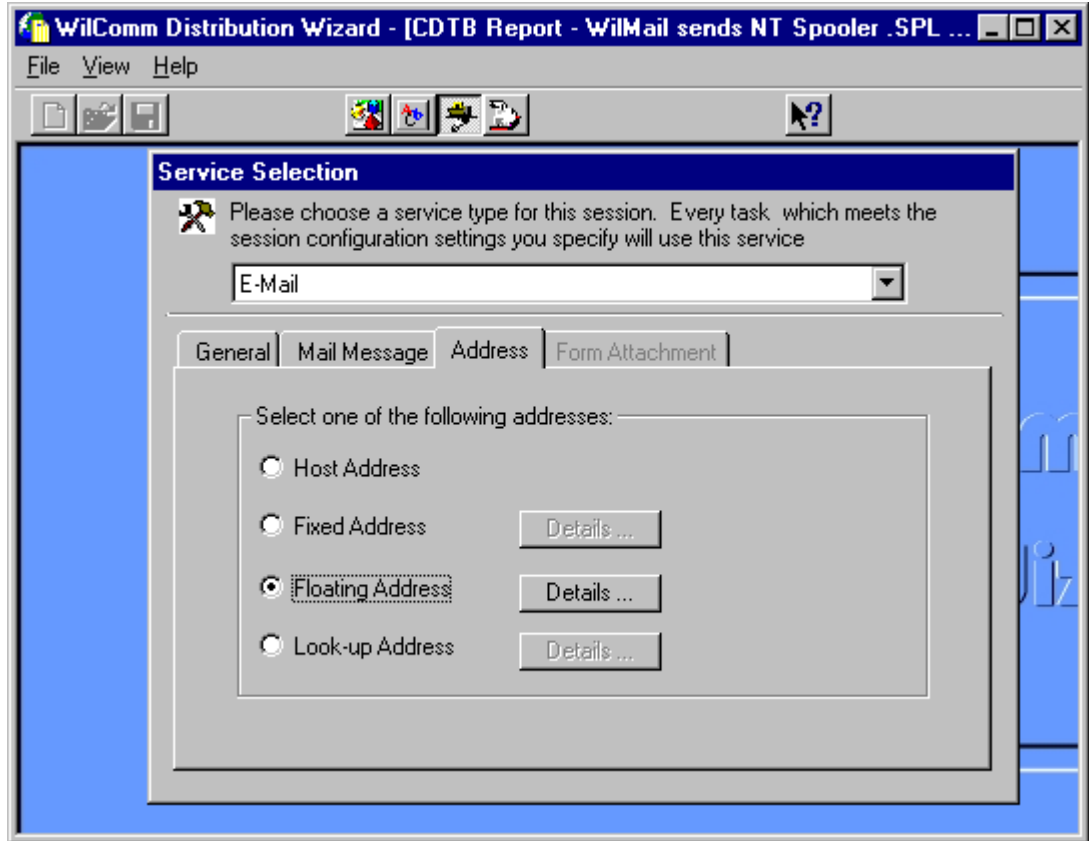 WilComm Distribution Wizard - [CDTB Report - WilMail sends NT Spooler .SPL ...
File View Help
Service Selection
Please choose a service type for this session. Every task which meets the
session configuration settings you specify will use this service
E-Mail
General Mail Message Address Form Attachment
Select one of the following addresses:
Host Address
Fixed Address Details ...
Floating Address Details ...
Look-up Address Details ...